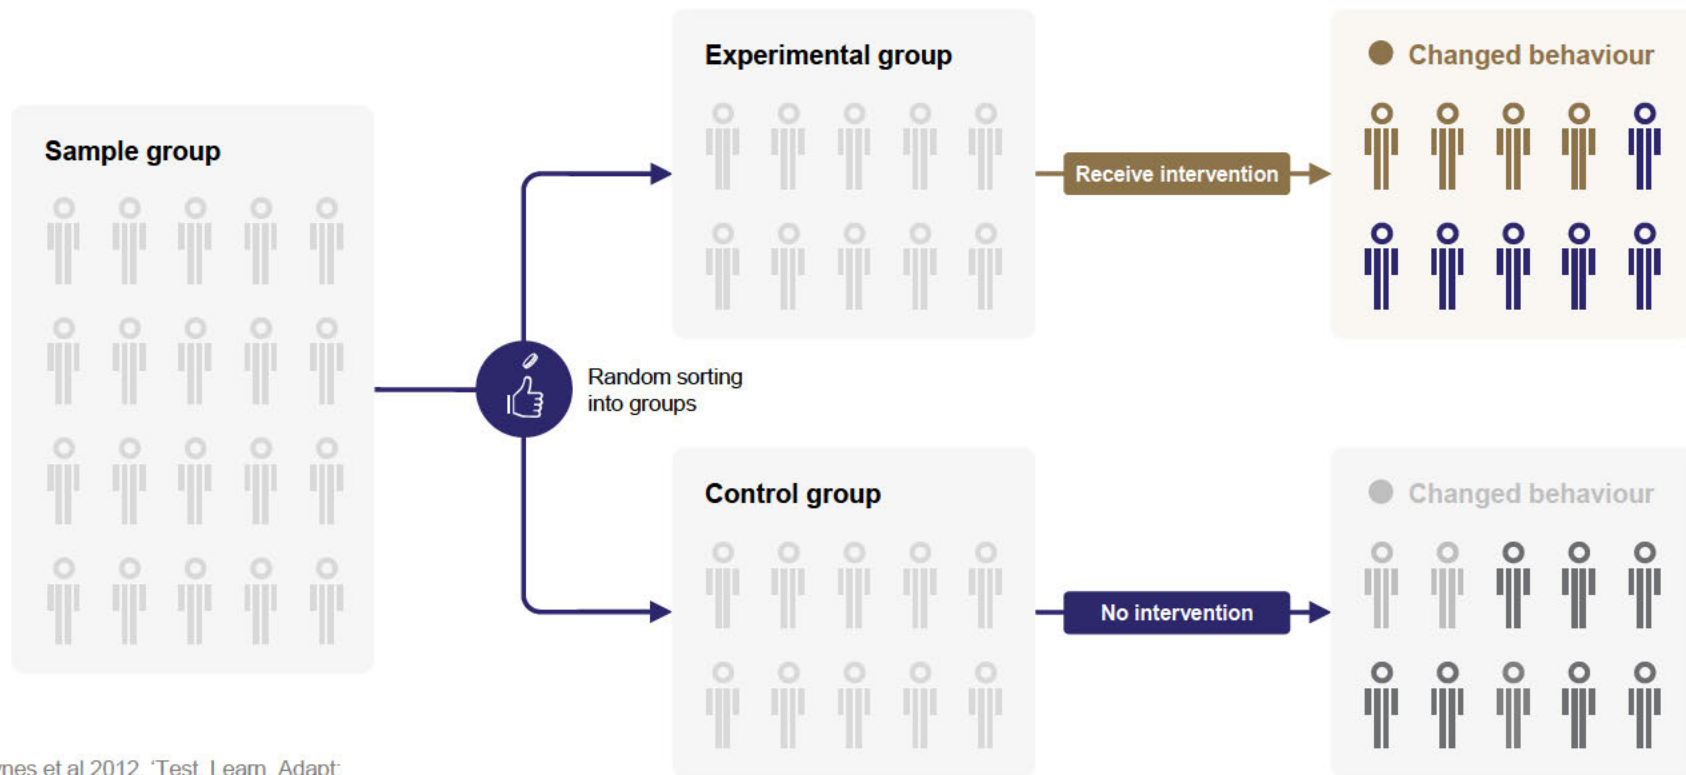 Sample group
Random sorting
into groups
Experimental group
Receive intervention
Changed behaviour
Control group
No intervention
Changed behaviour
et al 2012, ‘Test, Learn, Adapt: